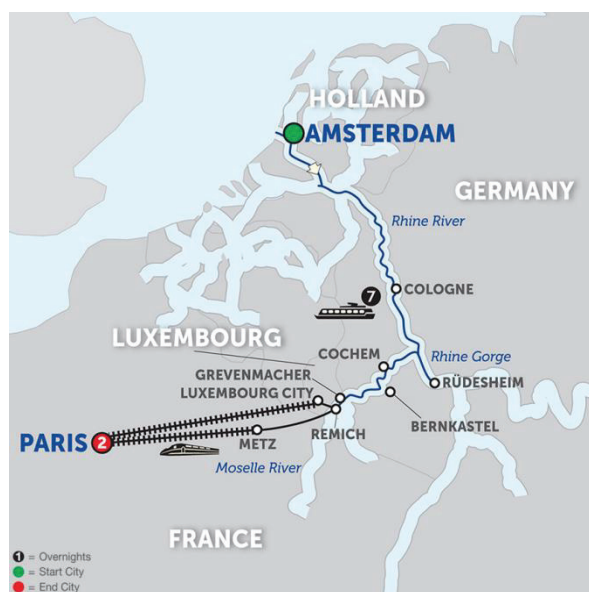 HOLLAND
AMSTERDAM
GERMANY
Rhine River
COLOGNE
7
LUXEMBOURG
COCHEM
Rhine Gorge
GREVENMACHER
LUXEMBOURG CITY
RÜDESHEIM
BERNKASTEL
REMICH
PARIS 2
METZ
Moselle River
FRANCE
1 = Overnights
= Start City
= End City